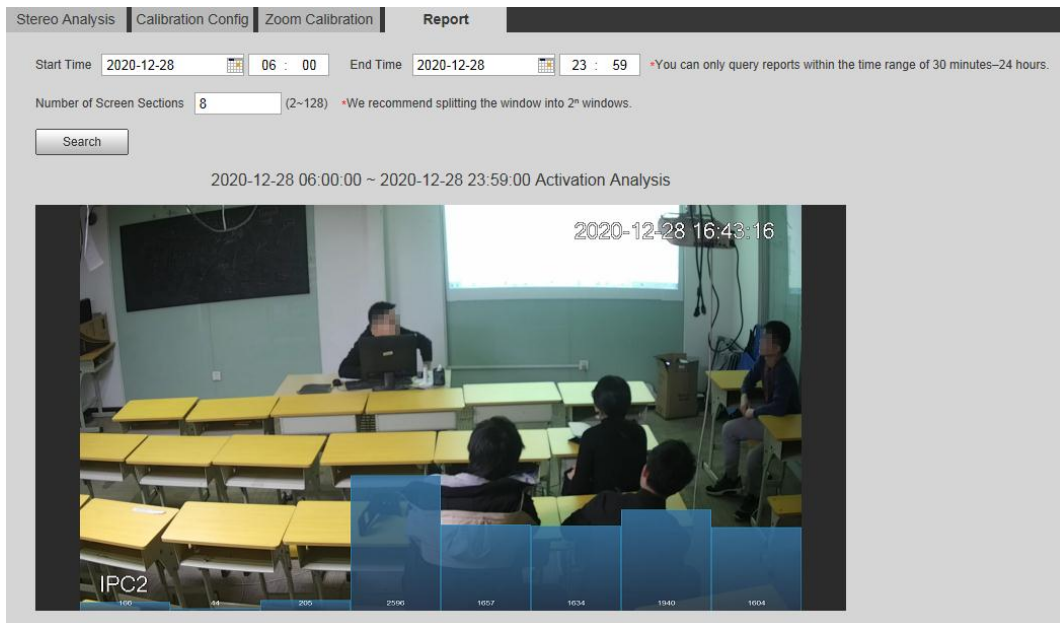 Stereo Analysis Calibration Config Zoom Calibration Report
Start Time 2020-12-28 06 : 00 End Time 2020-12-28 23 : 59 *You can only query reports within the time range of 30 minutes–24 hours.
Number of Screen Sections 8 (2~128) *We recommend splitting the window into 2ⁿ windows.
Search
2020-12-28 06:00:00 ~ 2020-12-28 23:59:00 Activation Analysis
2020-12-28 16:43:16
IPC2
44 205 2596 1657 1634 1940 1604